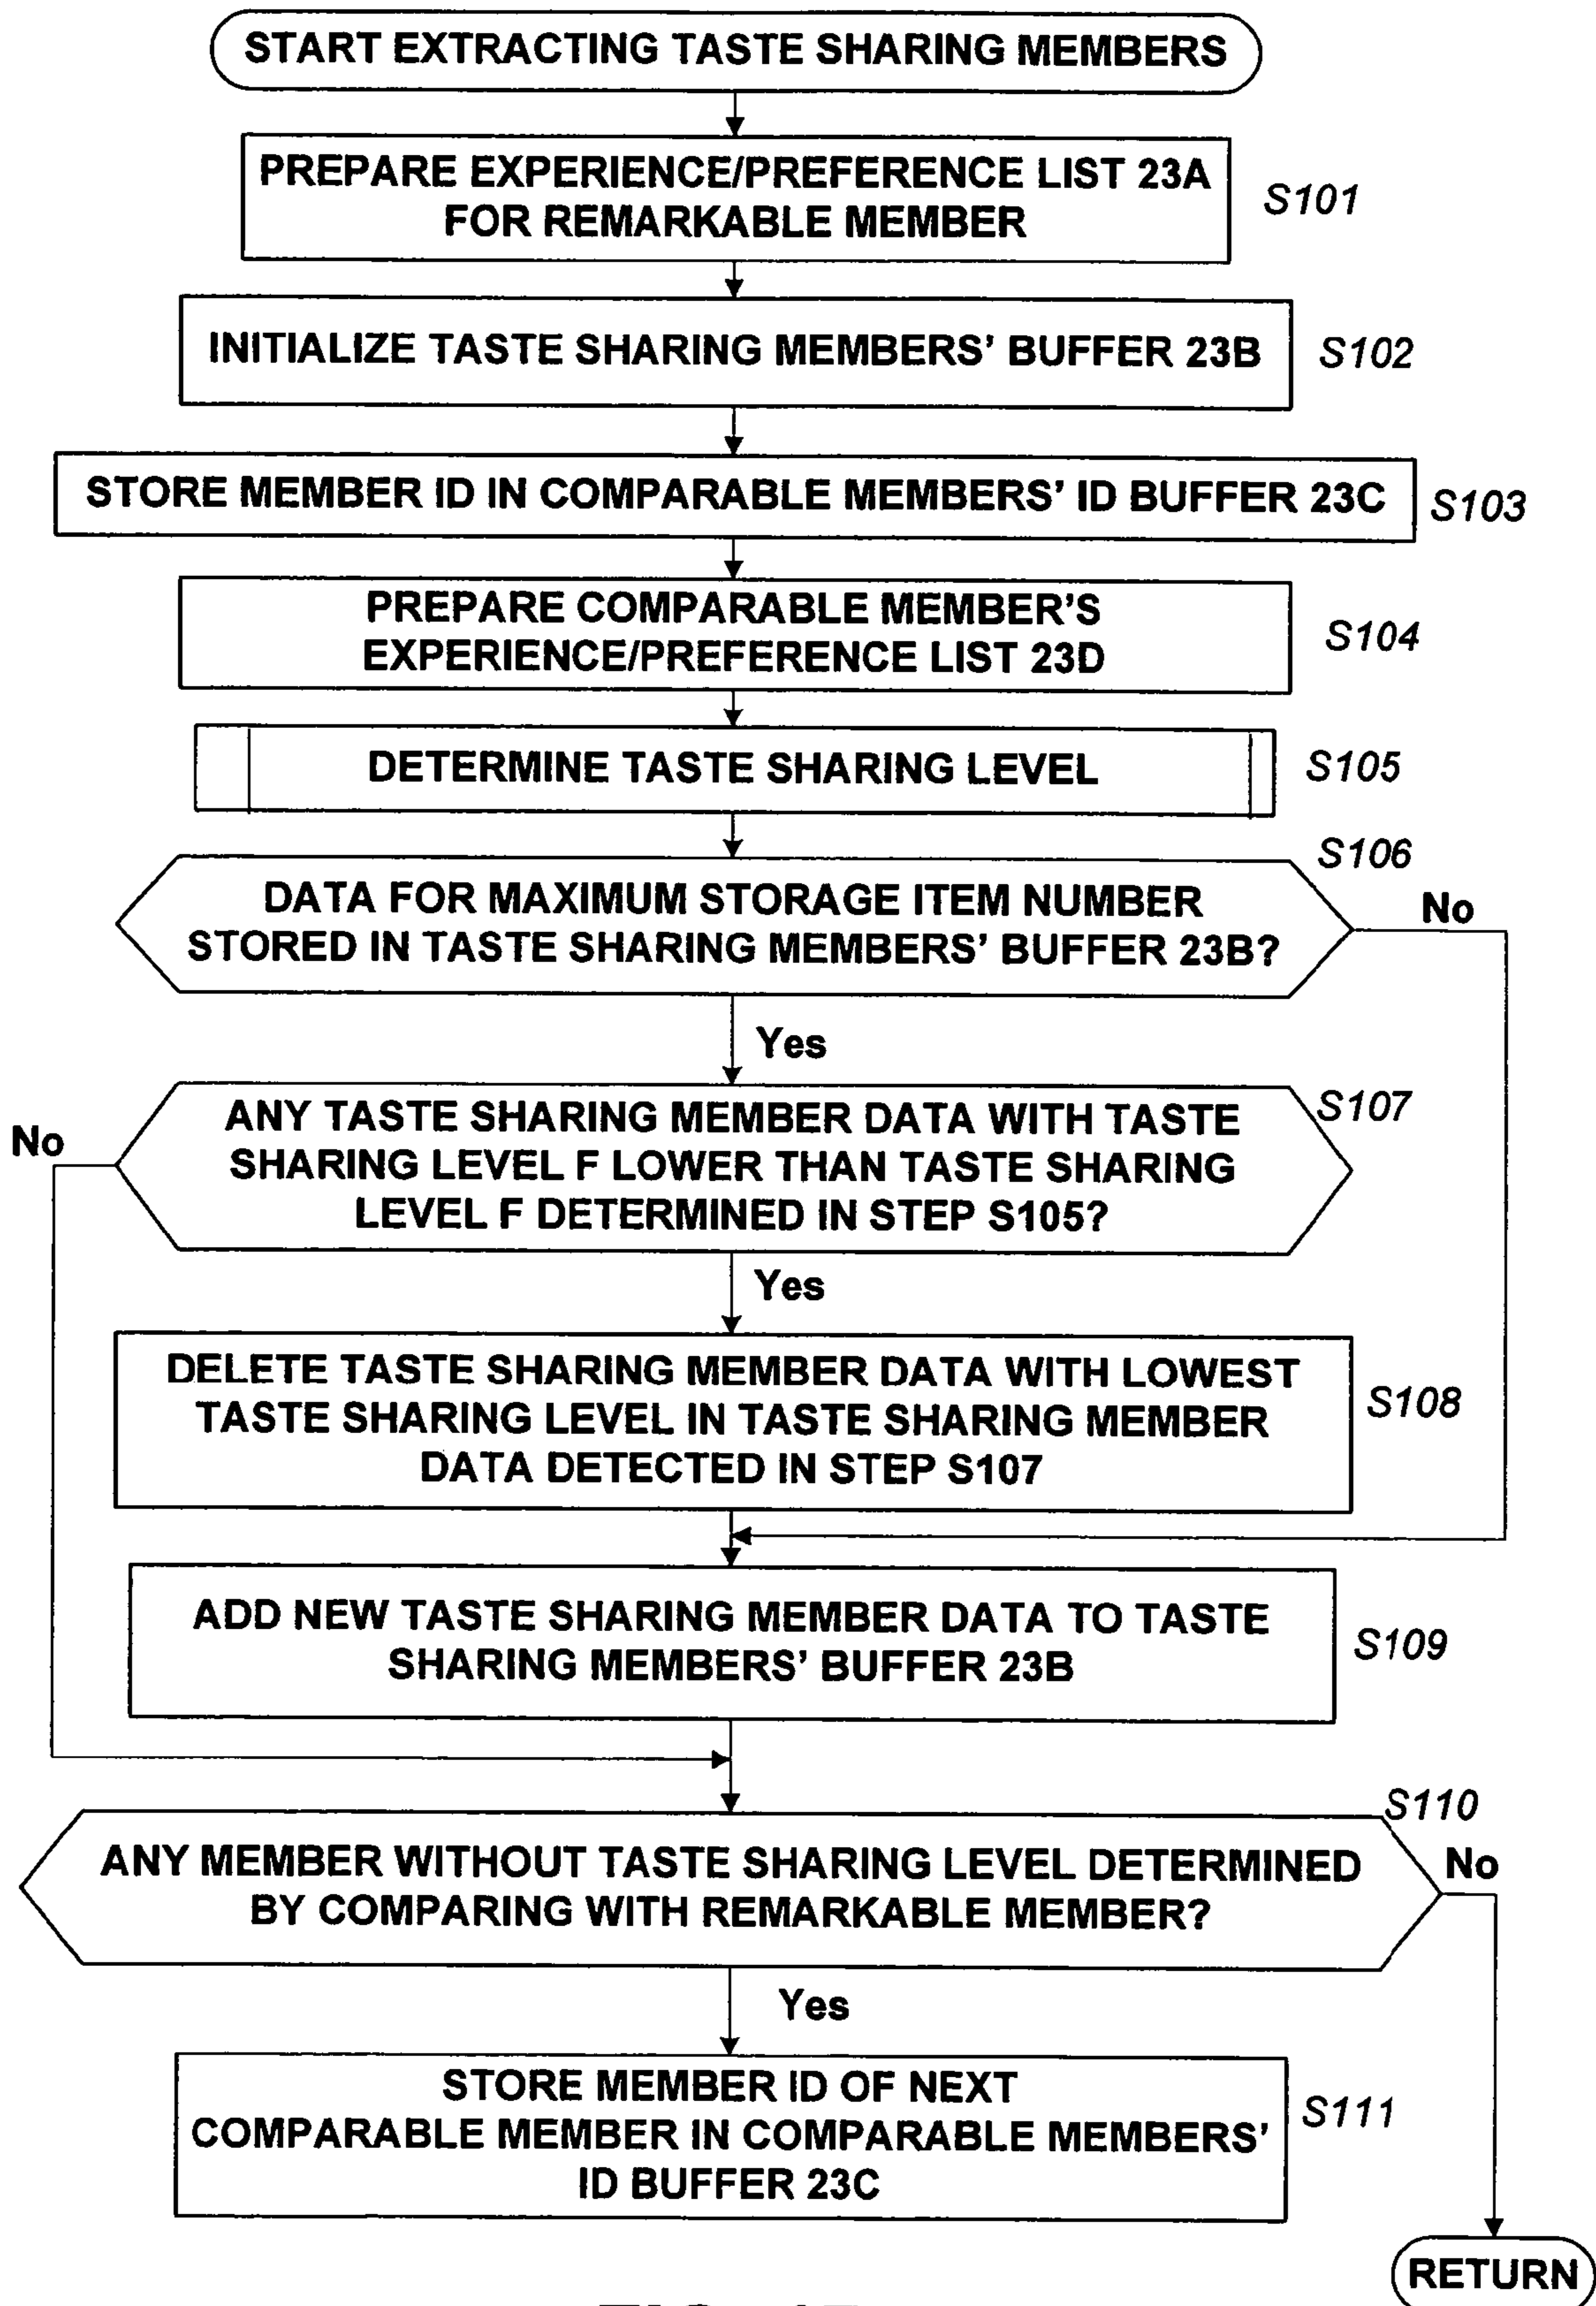 START EXTRACTING TASTE SHARING MEMBERS
PREPARE EXPERIENCE/PREFERENCE LIST 23A
FOR REMARKABLE MEMBER
S101
INITIALIZE TASTE SHARING MEMBERS’ BUFFER 23B
S102
STORE MEMBER ID IN COMPARABLE MEMBERS’ ID BUFFER 23C
S103
PREPARE COMPARABLE MEMBER’S
EXPERIENCE/PREFERENCE LIST 23D
S104
DETERMINE TASTE SHARING LEVEL
S105
S106
DATA FOR MAXIMUM STORAGE ITEM NUMBER
STORED IN TASTE SHARING MEMBERS’ BUFFER 23B?
No
Yes
S107
ANY TASTE SHARING MEMBER DATA WITH TASTE
SHARING LEVEL F LOWER THAN TASTE SHARING
LEVEL F DETERMINED IN STEP S105?
No
Yes
DELETE TASTE SHARING MEMBER DATA WITH LOWEST
TASTE SHARING LEVEL IN TASTE SHARING MEMBER
DATA DETECTED IN STEP S107
S108
ADD NEW TASTE SHARING MEMBER DATA TO TASTE
SHARING MEMBERS’ BUFFER 23B
S109
S110
ANY MEMBER WITHOUT TASTE SHARING LEVEL DETERMINED
BY COMPARING WITH REMARKABLE MEMBER?
No
Yes
STORE MEMBER ID OF NEXT
COMPARABLE MEMBER IN COMPARABLE MEMBERS’
ID BUFFER 23C
S111
RETURN